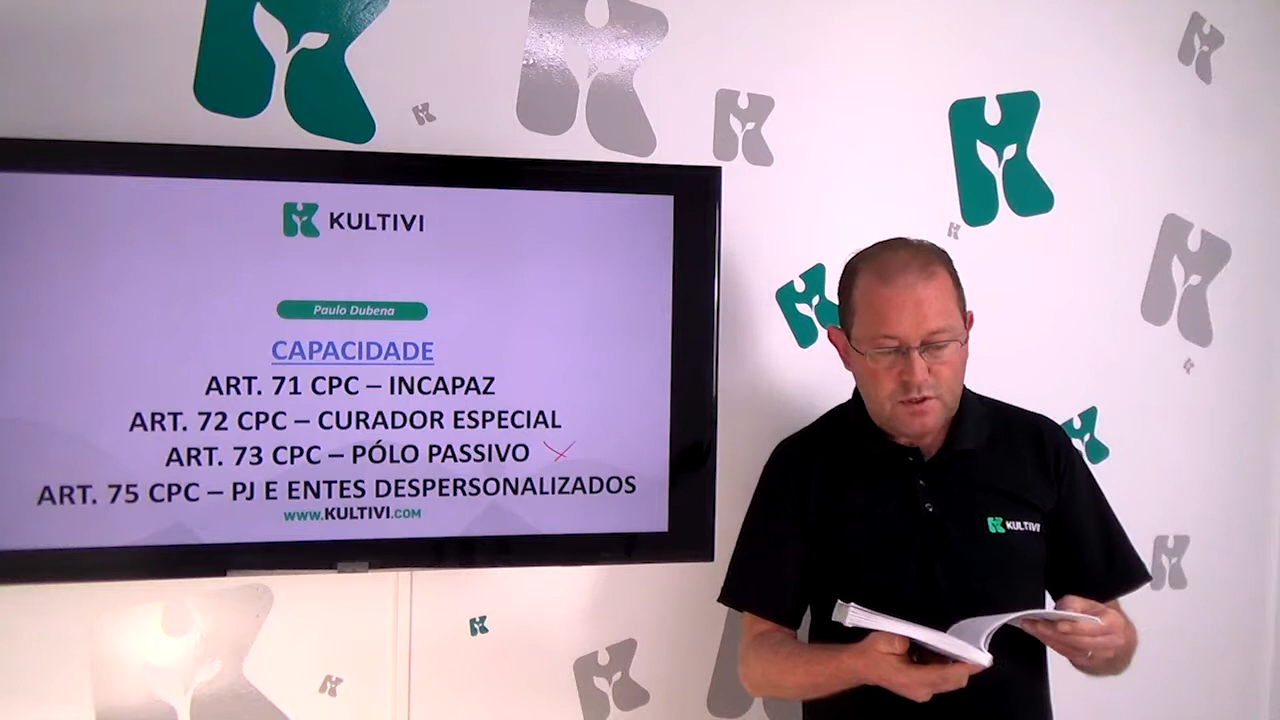 KULTIVI
Paulo Dubena
CAPACIDADE
ART. 71 CPC – INCAPAZ
ART. 72 CPC – CURADOR ESPECIAL
ART. 73 CPC – PÓLO PASSIVO
ART. 75 CPC – PJ E ENTES DESPERSONALIZADOS
WWW.KULTIVI.COM
KULTIVI